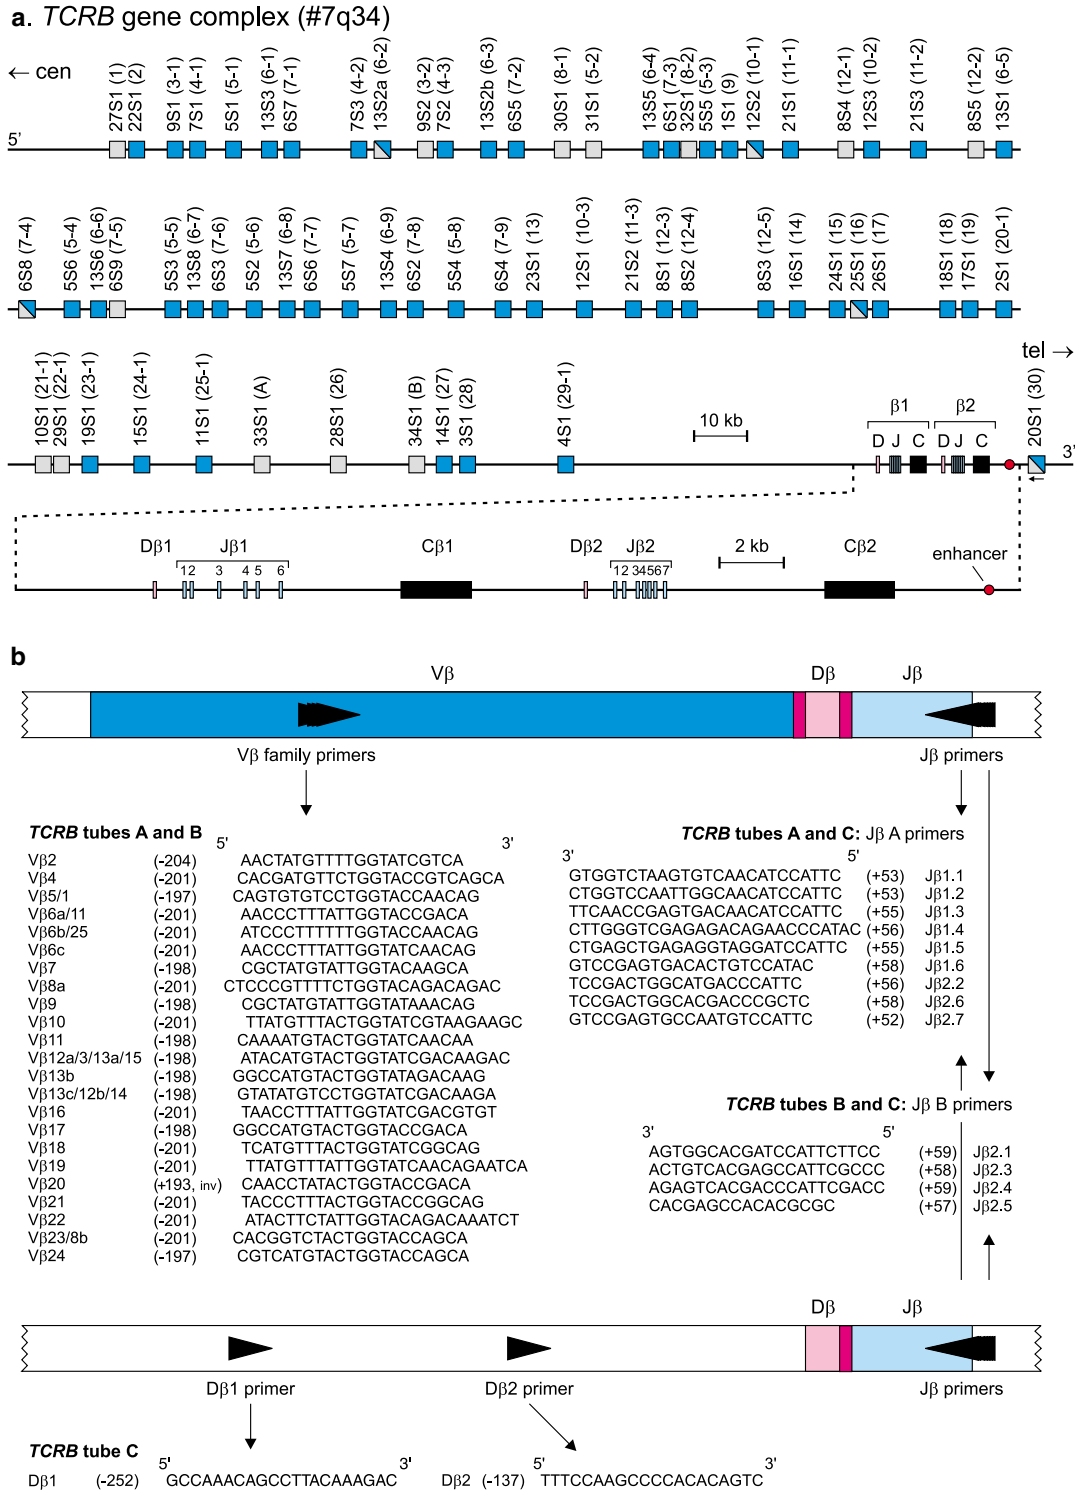 a. TCRB gene complex (#7q34)
← cen
27S1 (1)
22S1 (2)
9S1 (3-1)
7S1 (4-1)
5S1 (5-1)
13S3 (6-1)
6S7 (7-1)
7S3 (4-2)
13S2a (6-2)
9S2 (3-2)
7S2 (4-3)
13S2b (6-3)
6S5 (7-2)
30S1 (8-1)
31S1 (5-2)
13S5 (6-4)
6S1 (7-3)
32S1 (8-2)
5S5 (5-3)
1S1 (9)
12S2 (10-1)
21S1 (11-1)
8S4 (12-1)
12S3 (10-2)
21S3 (11-2)
8S5 (12-2)
13S1 (6-5)
5'
6S8 (7-4)
5S6 (5-4)
13S6 (6-6)
6S9 (7-5)
5S3 (5-5)
13S8 (6-7)
6S3 (7-6)
5S2 (5-6)
13S7 (6-8)
6S6 (7-7)
5S7 (5-7)
13S4 (6-9)
6S2 (7-8)
5S4 (5-8)
6S4 (7-9)
23S1 (13)
12S1 (10-3)
21S2 (11-3)
8S1 (12-3)
8S2 (12-4)
8S3 (12-5)
16S1 (14)
24S1 (15)
25S1 (16)
26S1 (17)
18S1 (18)
17S1 (19)
2S1 (20-1)
tel →
10S1 (21-1)
29S1 (22-1)
19S1 (23-1)
15S1 (24-1)
11S1 (25-1)
33S1 (A)
28S1 (26)
34S1 (B)
14S1 (27)
3S1 (28)
4S1 (29-1)
10 kb
β1 β2
D J C D J C
20S1 (30)
3'
Dβ1 Jβ1 Cβ1 Dβ2 Jβ2 2 kb Cβ2 enhancer
1 2 3 4 5 6 1 2 3 4 5 6 7
b
Vβ Dβ Jβ
Vβ family primers Jβ primers
TCRB tubes A and B
5' 3'
Vβ2 (-204) AACTATGTTTTGGTATCGTCA
Vβ4 (-201) CACGATGTTCTGGTACCGTCAGCA
Vβ5/1 (-197) CAGTGTGTCCTGGTACCAACAG
Vβ6a/11 (-201) AACCCTTTATTGGTACCGACA
Vβ6b/25 (-201) ATCCCTTTTTTGGTACCAACAG
Vβ6c (-201) AACCCTTTATTGGTATCAACAG
Vβ7 (-198) CGCTATGTATTGGTACAAGCA
Vβ8a (-201) CTCCCGTTTTCTGGTACAGACAGAC
Vβ9 (-198) CGCTATGTATTGGTATAAACAG
Vβ10 (-201) TTATGTTTACTGGTATCGTAAGAAGC
Vβ11 (-198) CAAAATGTACTGGTATCAACAA
Vβ12a/3/13a/15 (-198) ATACATGTACTGGTATCGACAAGAC
Vβ13b (-198) GGCCATGTACTGGTATAGACAAG
Vβ13c/12b/14 (-198) GTATATGTCCTGGTATCGACAAGA
Vβ16 (-201) TAACCTTTATTGGTATCGACGTGT
Vβ17 (-198) GGCCATGTACTGGTACCGACA
Vβ18 (-201) TCATGTTTACTGGTATCGGCAG
Vβ19 (-201) TTATGTTTATTGGTATCAACAGAATCA
Vβ20 (+193, inv) CAACCTATACTGGTACCGACA
Vβ21 (-201) TACCCTTTACTGGTACCGGCAG
Vβ22 (-201) ATACTTCTATTGGTACAGACAAATCT
Vβ23/8b (-201) CACGGTCTACTGGTACCAGCA
Vβ24 (-197) CGTCATGTACTGGTACCAGCA
TCRB tubes A and C: Jβ A primers
3' 5'
GTGGTCTAAGTGTCAACATCCATTC (+53) Jβ1.1
CTGGTCCAATTGGCAACATCCATTC (+53) Jβ1.2
TTCAACCGAGTGACAACATCCATTC (+55) Jβ1.3
CTTGGGTCGAGAGACAGAACCCATAC (+56) Jβ1.4
CTGAGCTGAGAGGTAGGATCCATTC (+55) Jβ1.5
GTCCGAGTGACACTGTCCATAC (+58) Jβ1.6
TCCGACTGGCATGACCCATTC (+56) Jβ2.2
TCCGACTGGCACGACCCGCTC (+58) Jβ2.6
GTCCGAGTGCCAATGTCCATTC (+52) Jβ2.7
TCRB tubes B and C: Jβ B primers
3' 5'
AGTGGCACGATCCATTCTTCC (+59) Jβ2.1
ACTGTCACGAGCCATTCGCCC (+58) Jβ2.3
AGAGTCACGACCCATTCGACC (+59) Jβ2.4
CACGAGCCACACGCGC (+57) Jβ2.5
Dβ Jβ
Dβ1 primer Dβ2 primer Jβ primers
TCRB tube C
5' 3' 5' 3'
Dβ1 (-252) GCCAAACAGCCTTACAAAGAC Dβ2 (-137) TTTCCAAGCCCCACACAGTC